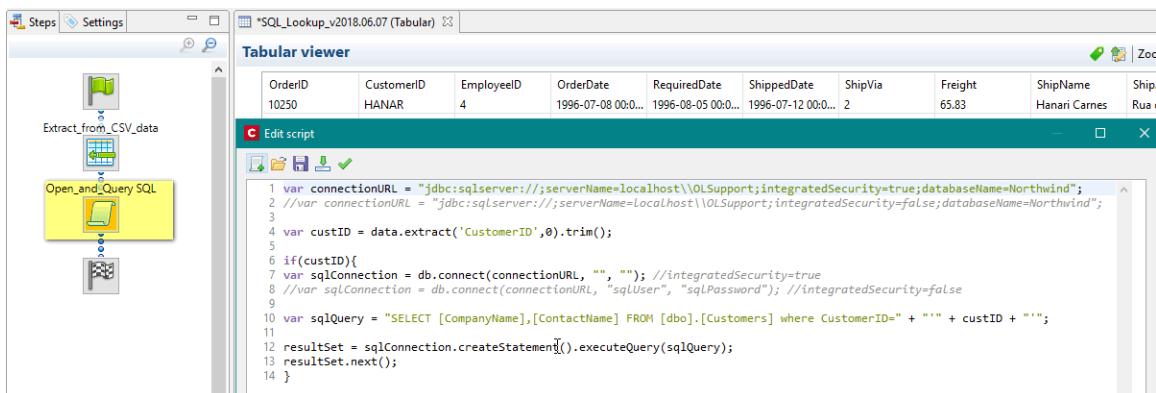 Steps
Settings
*SQL_Lookup_v2018.06.07 (Tabular)
Tabular viewer
OrderID CustomerID EmployeeID OrderDate RequiredDate ShippedDate ShipVia Freight ShipName
10250 HANAR 4 1996-07-08 00:0... 1996-08-05 00:0... 1996-07-12 00:0... 2 65.83 Hanari Carnes Rua
Extract_from_CSV_data
Open_and_Query SQL
Edit script
1 var connectionURL = "jdbc:sqlserver://;serverName=localhost\\OLSupport;integratedSecurity=true;databaseName=Northwind";
2 //var connectionURL = "jdbc:sqlserver://;serverName=localhost\\OLSupport;integratedSecurity=false;databaseName=Northwind";
3
4 var custID = data.extract('CustomerID',0).trim();
5
6 if(custID){
7 var sqlConnection = db.connect(connectionURL, "", ""); //integratedSecurity=true
8 //var sqlConnection = db.connect(connectionURL, "sqlUser", "sqlPassword"); //integratedSecurity=false
9
10 var sqlQuery = "SELECT [CompanyName],[ContactName] FROM [dbo].[Customers] where CustomerID=" + "'" + custID + "'";
11
12 resultSet = sqlConnection.createStatement().executeQuery(sqlQuery);
13 resultSet.next();
14 }